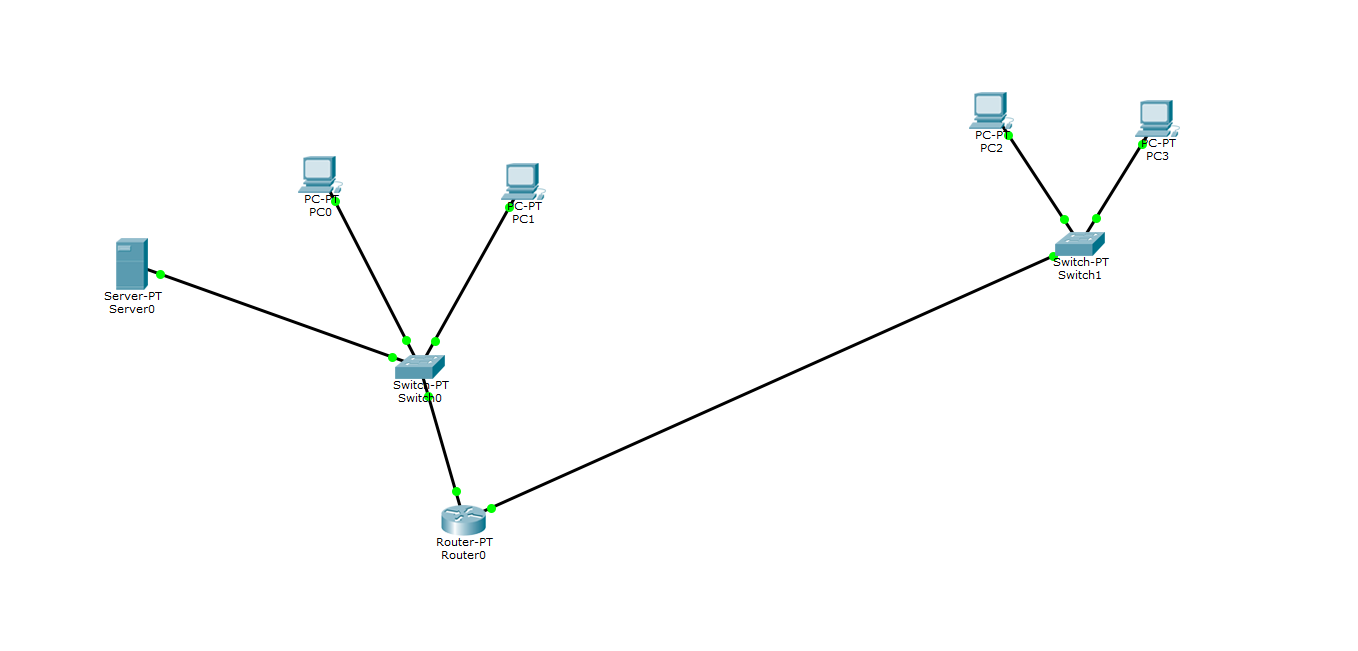 PC-PT
PC2
PC-PT
PC3
PC-PT
PC0
PC-PT
PC1
Switch-PT
Switch1
Server-PT
Server0
Switch-PT
Switch0
Router-PT
Router0